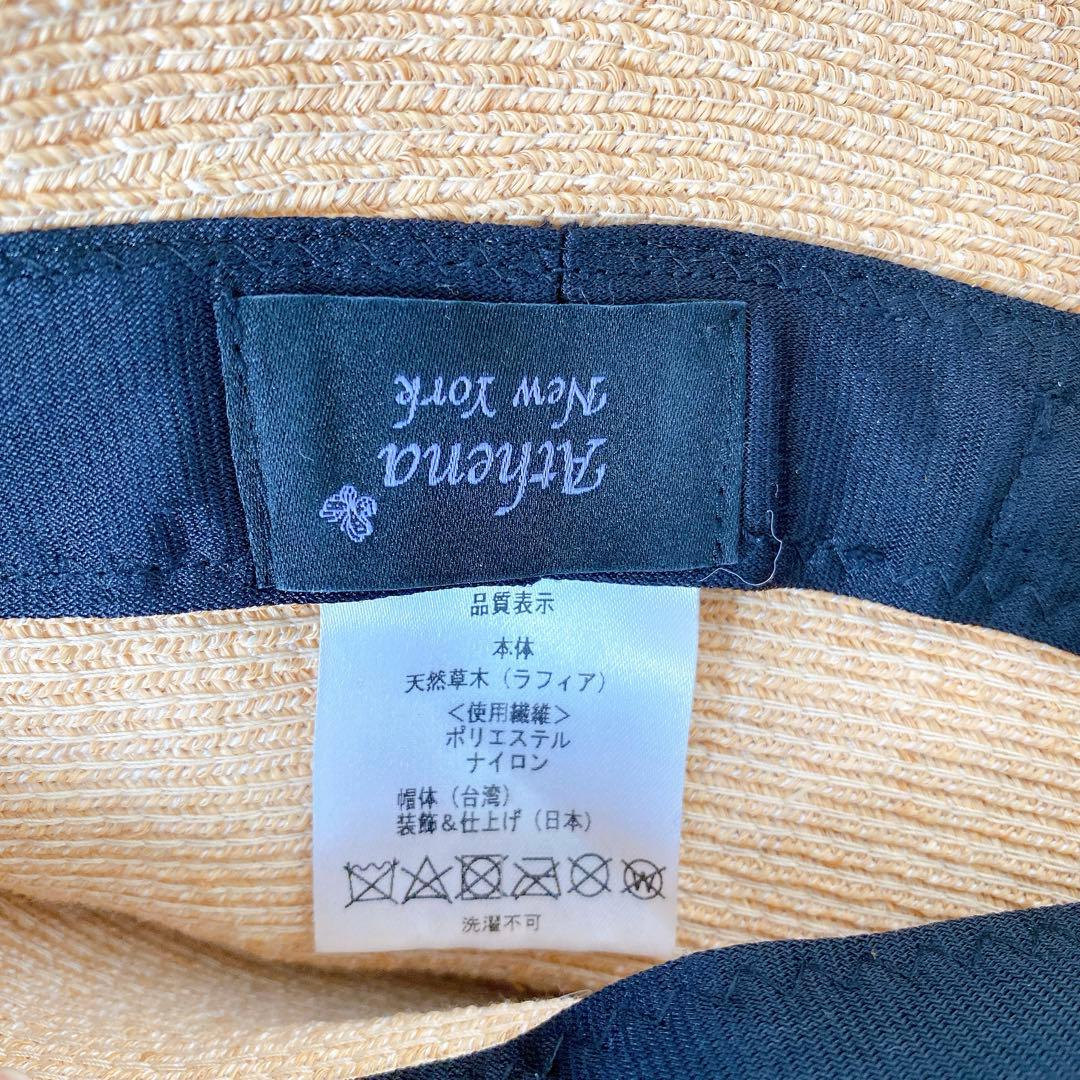 Athena
New York
品質表示
本体
天然草木（ラフィア）
＜使用繊維＞
ポリエステル
ナイロン
帽体（台湾）
装飾＆仕上げ（日本）
W
洗濯不可